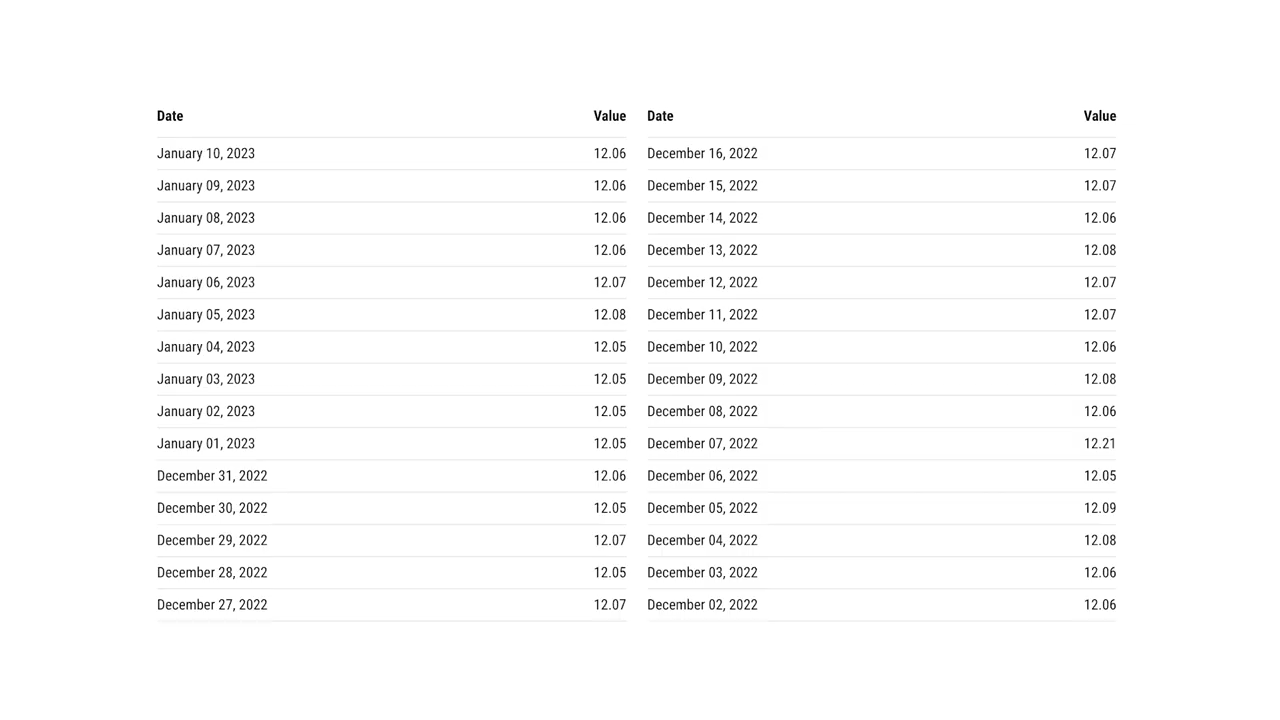 Date Value Date Value
January 10, 2023 12.06 December 16, 2022 12.07
January 09, 2023 12.06 December 15, 2022 12.07
January 08, 2023 12.06 December 14, 2022 12.06
January 07, 2023 12.06 December 13, 2022 12.08
January 06, 2023 12.07 December 12, 2022 12.07
January 05, 2023 12.08 December 11, 2022 12.07
January 04, 2023 12.05 December 10, 2022 12.06
January 03, 2023 12.05 December 09, 2022 12.08
January 02, 2023 12.05 December 08, 2022 12.06
January 01, 2023 12.05 December 07, 2022 12.21
December 31, 2022 12.06 December 06, 2022 12.05
December 30, 2022 12.05 December 05, 2022 12.09
December 29, 2022 12.07 December 04, 2022 12.08
December 28, 2022 12.05 December 03, 2022 12.06
December 27, 2022 12.07 December 02, 2022 12.06